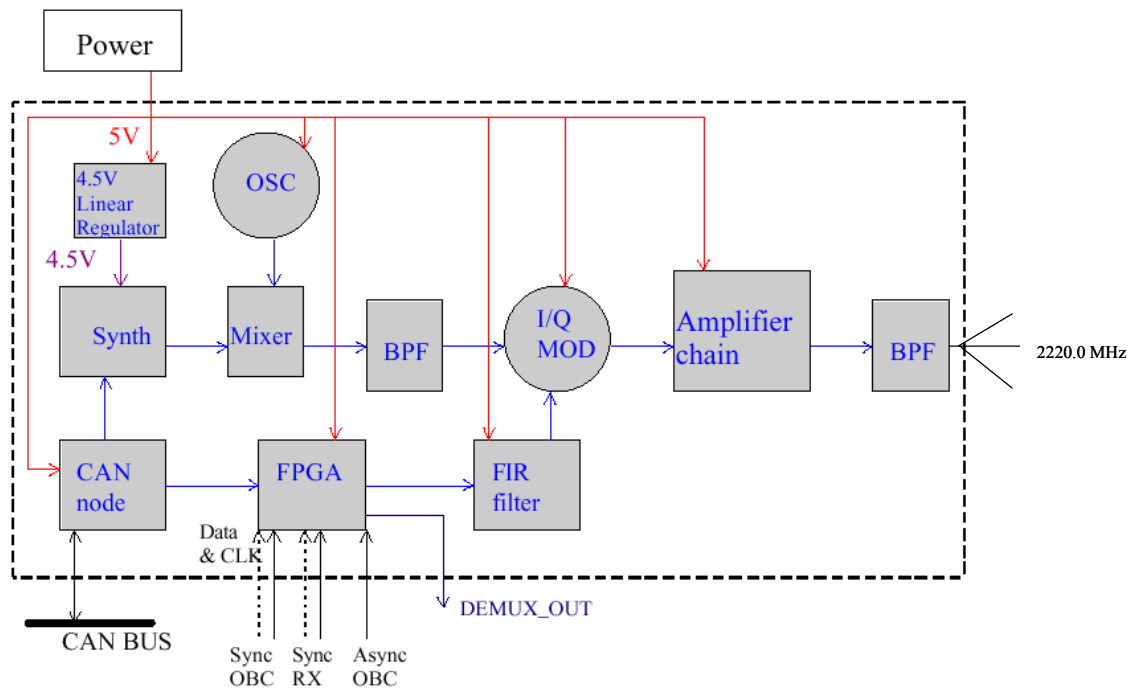 Power
5V
4.5V
Linear
Regulator
OSC
4.5V
Synth
Mixer
BPF
I/Q
MOD
Amplifier
chain
BPF
2220.0 MHz
CAN
node
FPGA
FIR
filter
Data
& CLK
DEMUX_OUT
CAN BUS
Sync
OBC
Sync
RX
Async
OBC